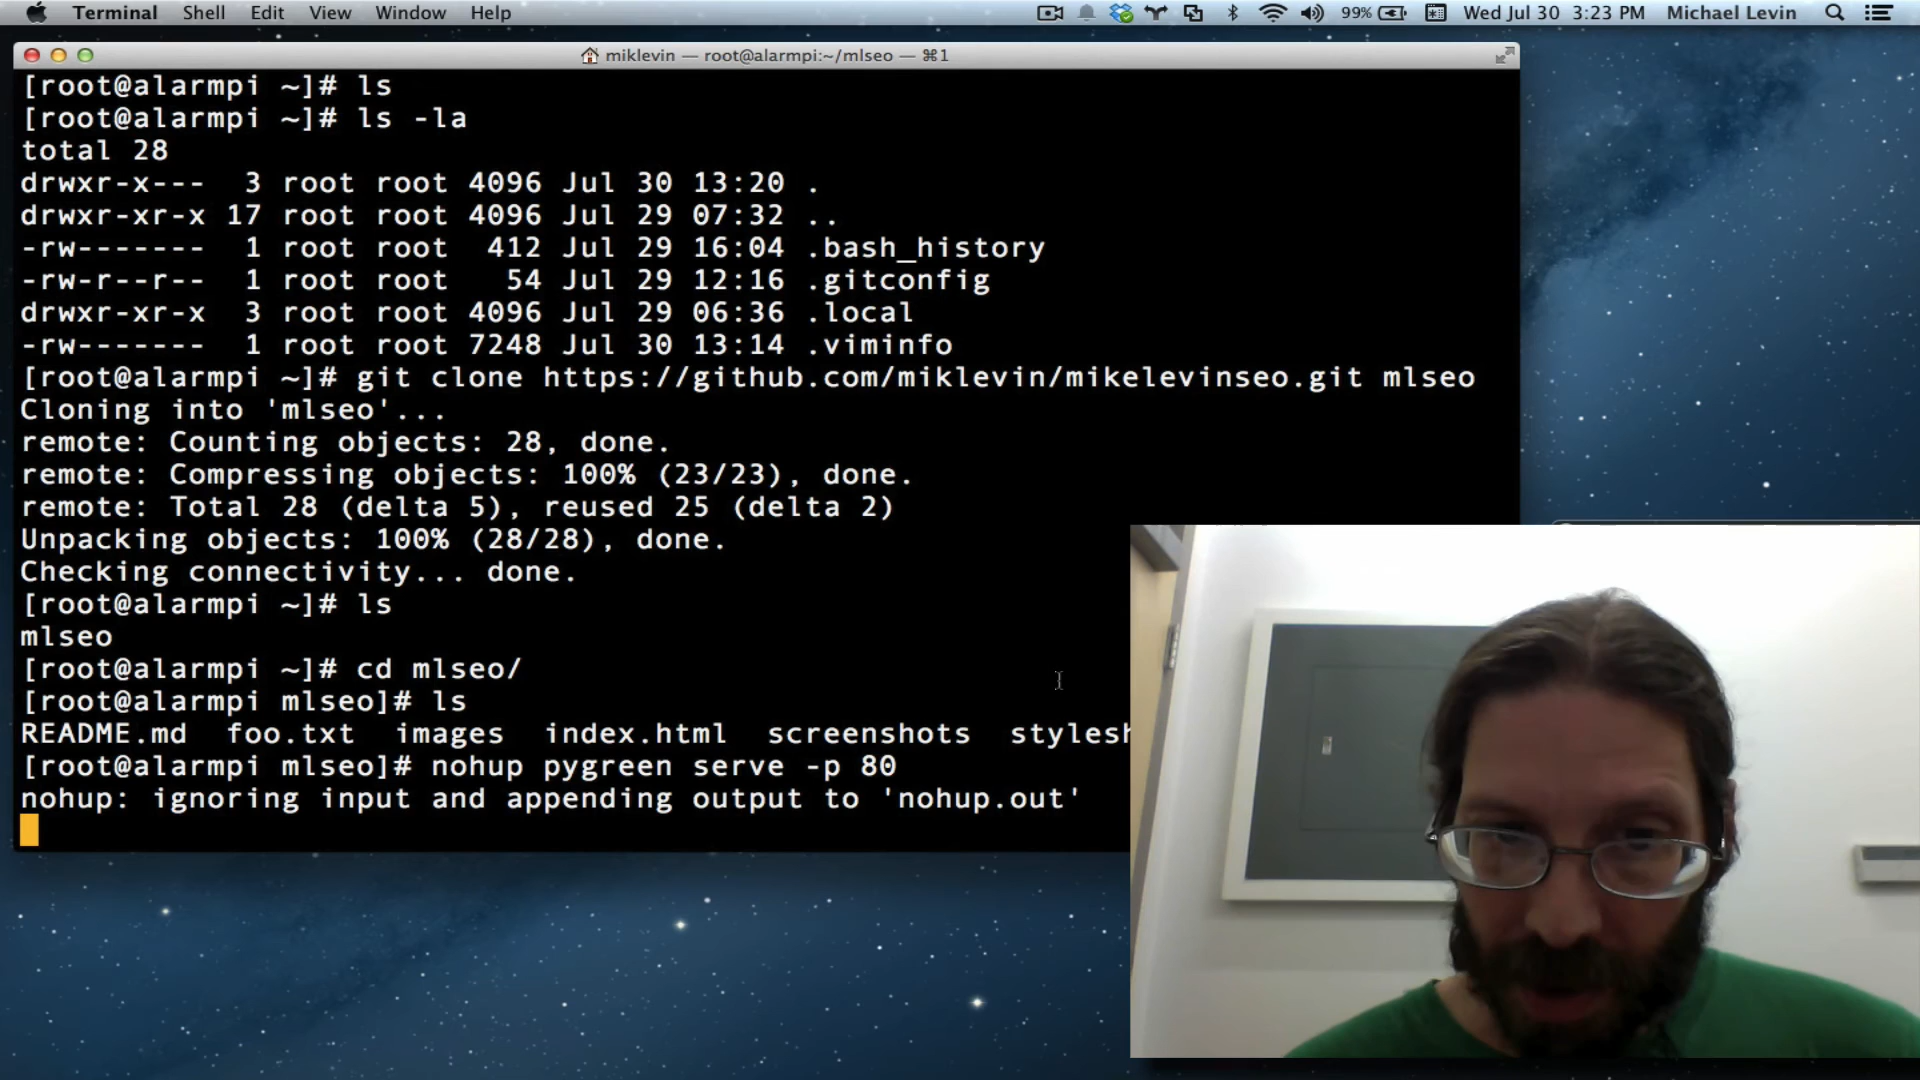 Terminal Shell Edit View Window Help 99% Wed Jul 30 3:23 PM Michael Levin
miklevin — root@alarmpi:~/mlseo — ⌘1
[root@alarmpi ~]# ls
[root@alarmpi ~]# ls -la
total 28
drwxr-x--- 3 root root 4096 Jul 30 13:20 .
drwxr-xr-x 17 root root 4096 Jul 29 07:32 ..
-rw------- 1 root root 412 Jul 29 16:04 .bash_history
-rw-r--r-- 1 root root 54 Jul 29 12:16 .gitconfig
drwxr-xr-x 3 root root 4096 Jul 29 06:36 .local
-rw------- 1 root root 7248 Jul 30 13:14 .viminfo
[root@alarmpi ~]# git clone https://github.com/miklevin/mikelevinseo.git mlseo
Cloning into 'mlseo'...
remote: Counting objects: 28, done.
remote: Compressing objects: 100% (23/23), done.
remote: Total 28 (delta 5), reused 25 (delta 2)
Unpacking objects: 100% (28/28), done.
Checking connectivity... done.
[root@alarmpi ~]# ls
mlseo
[root@alarmpi ~]# cd mlseo/
[root@alarmpi mlseo]# ls
README.md foo.txt images index.html screenshots stylesh
[root@alarmpi mlseo]# nohup pygreen serve -p 80
nohup: ignoring input and appending output to 'nohup.out'